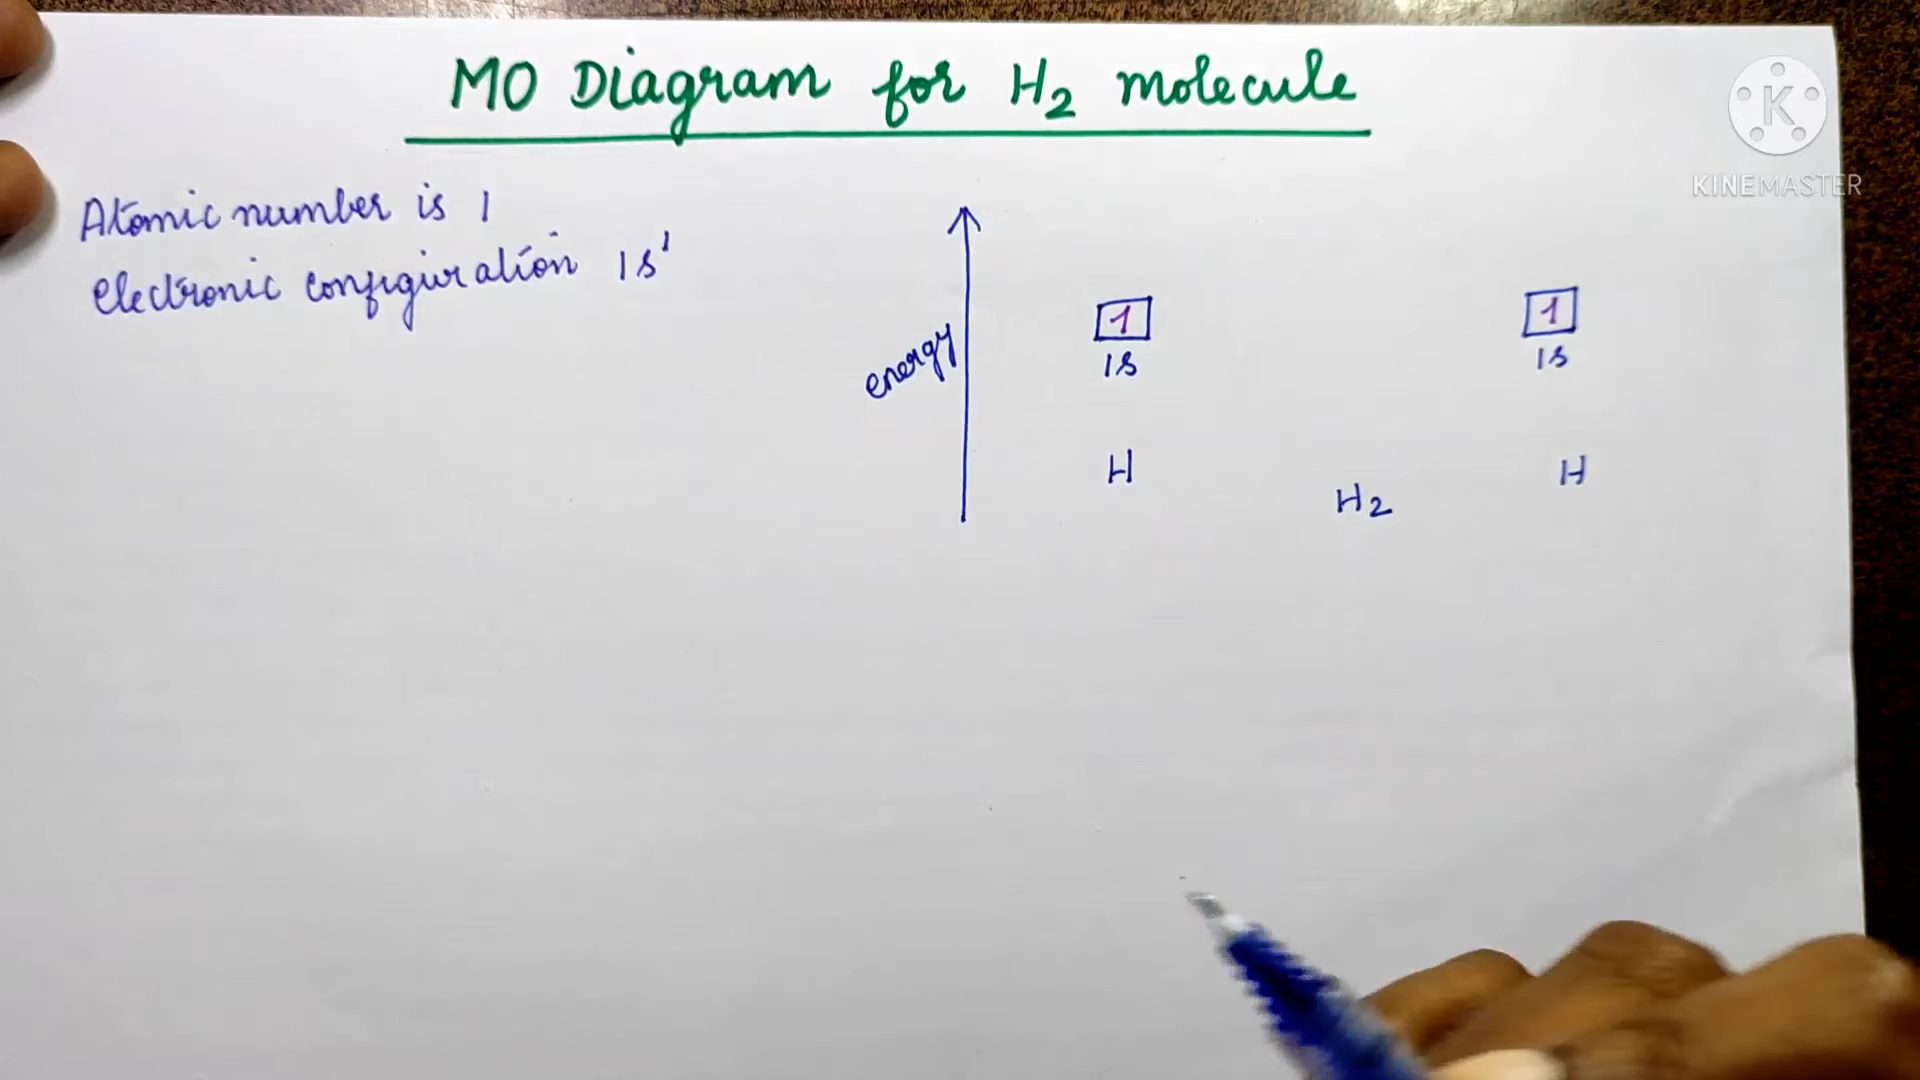 MO Diagram for H₂ molecule
K
KINEMASTER
Atomic number is 1
Electronic configuration 1s¹
energy
1
1s
H
H₂
1
1s
H